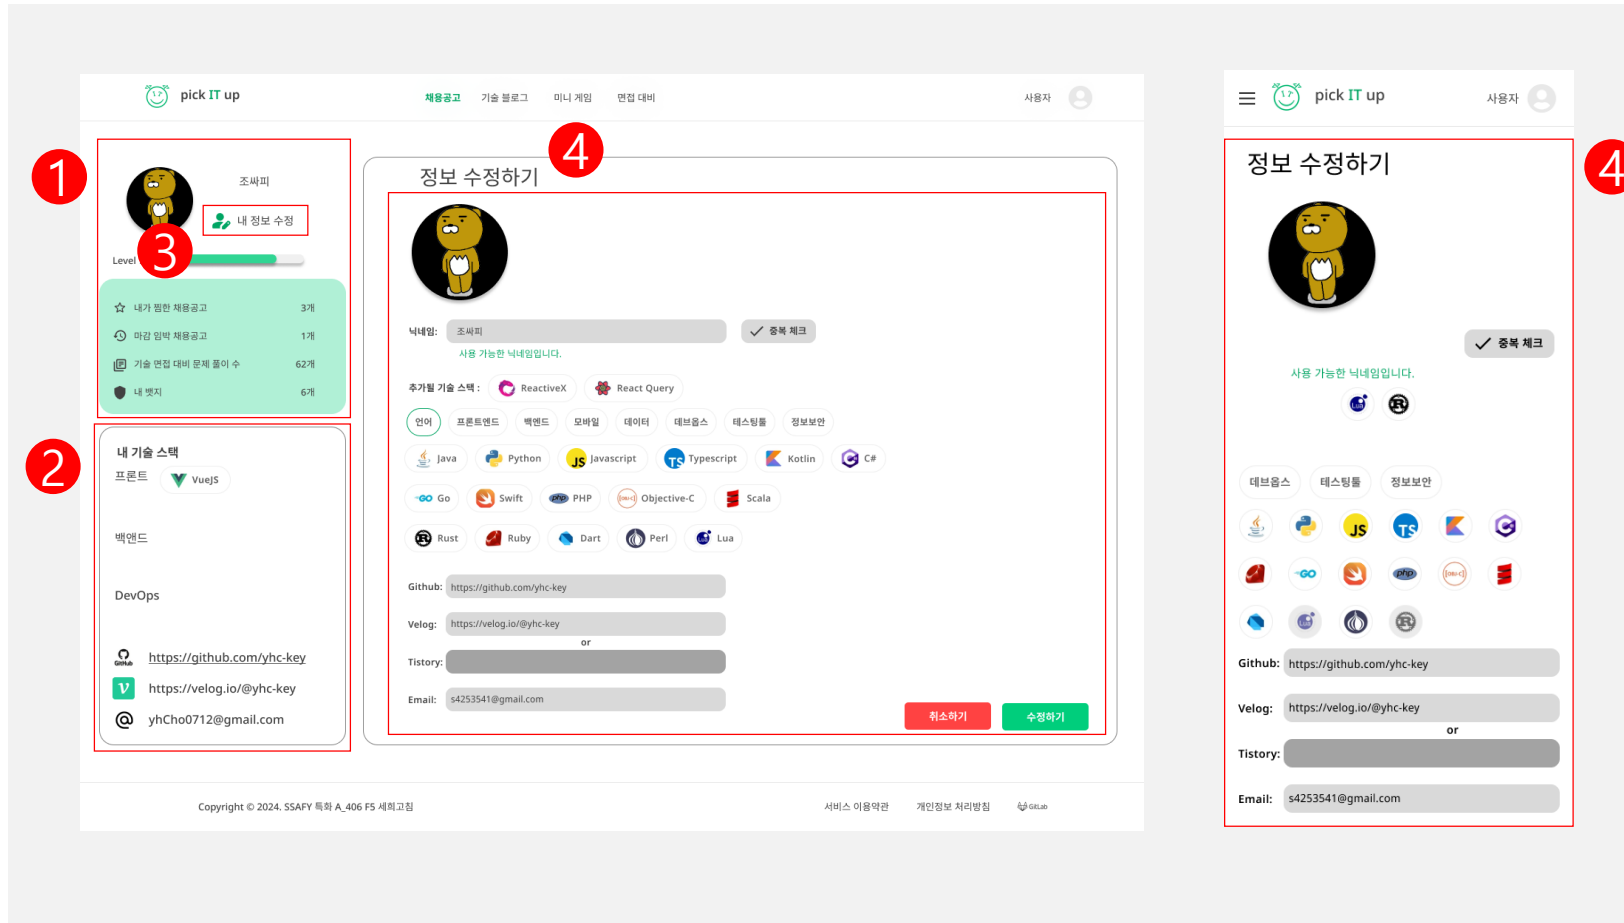 pick IT up
채용공고 기술 블로그 미니 게임 면접 대비
사용자
1
조싸피
내 정보 수정
3
Level
내가 찜한 채용공고 3개
마감 임박 채용공고 1개
기술 면접 대비 문제 풀이 수 62개
내 뱃지 6개
2
내 기술 스택
프론트 VueJS
백앤드
DevOps
GitHub https://github.com/yhc-key
https://velog.io/@yhc-key
yhCho0712@gmail.com
4
정보 수정하기
닉네임: 조싸피 중복 체크
사용 가능한 닉네임입니다.
추가될 기술 스택 : ReactiveX React Query
언어 프론트엔드 백엔드 모바일 데이터 데브옵스 테스팅툴 정보보안
Java Python JS Javascript TS Typescript Kotlin C#
GO Go Swift php PHP [OBJ-C] Objective-C Scala
Rust Ruby Dart Perl Lua Lua
Github: https://github.com/yhc-key
Velog: https://velog.io/@yhc-key
or
Tistory:
Email: s4253541@gmail.com
취소하기 수정하기
Copyright © 2024. SSAFY 특화 A_406 F5 세희고침
서비스 이용약관 개인정보 처리방침 GitLab
pick IT up
사용자
4
정보 수정하기
중복 체크
사용 가능한 닉네임입니다.
Lua
데브옵스 테스팅툴 정보보안
JS TS
GO php [OBJ-C]
Lua
Github: https://github.com/yhc-key
Velog: https://velog.io/@yhc-key
or
Tistory:
Email: s4253541@gmail.com